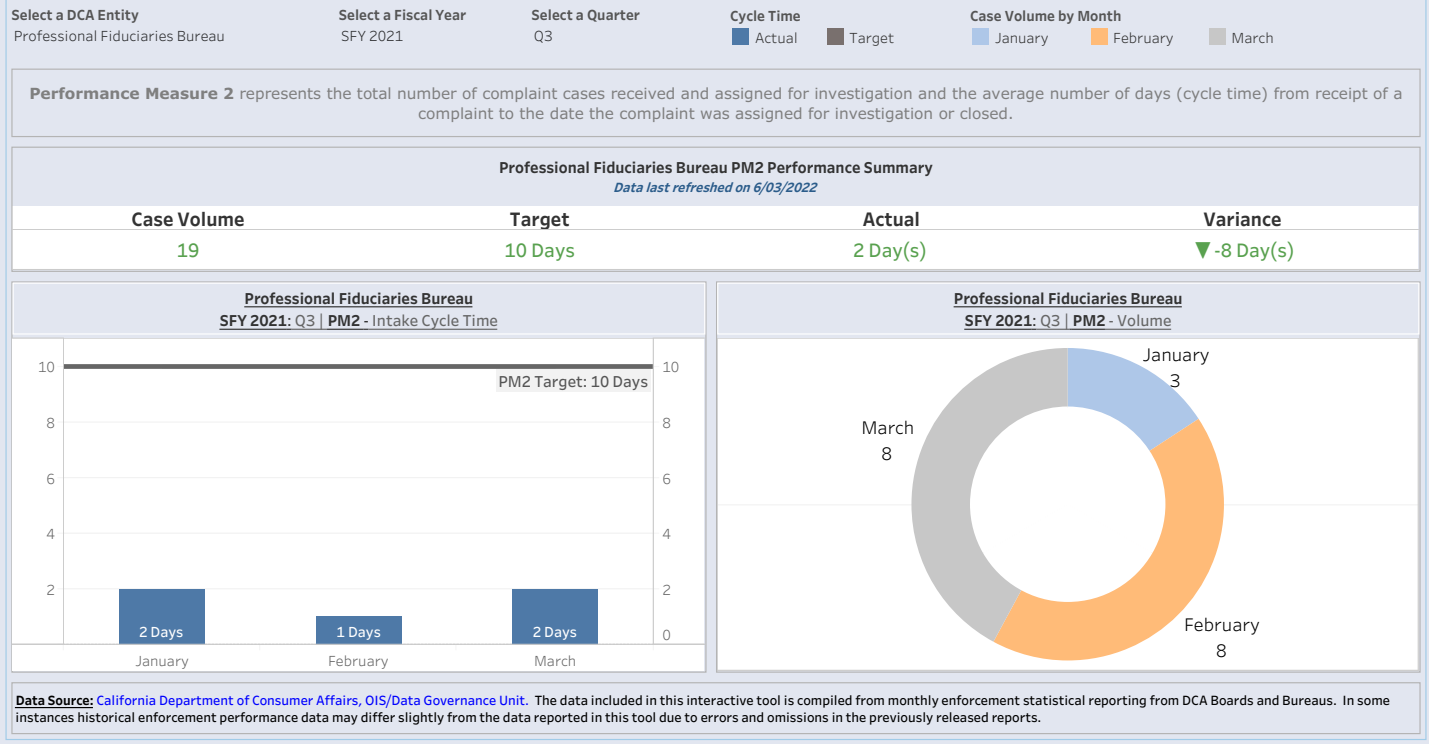 Select a DCA Entity
Professional Fiduciaries Bureau
Select a Fiscal Year
SFY 2021
Select a Quarter
Q3
Cycle Time
Actual Target
Case Volume by Month
January February March
Performance Measure 2 represents the total number of complaint cases received and assigned for investigation and the average number of days (cycle time) from receipt of a
complaint to the date the complaint was assigned for investigation or closed.
Professional Fiduciaries Bureau PM2 Performance Summary
Data last refreshed on 6/03/2022
Case Volume Target Actual Variance
19 10 Days 2 Day(s) ▼ -8 Day(s)
Professional Fiduciaries Bureau
SFY 2021: Q3 | PM2 - Intake Cycle Time
10 10
PM2 Target: 10 Days
8 8
6 6
4 4
2 2
2 Days 1 Days 2 Days 0
January February March
Professional Fiduciaries Bureau
SFY 2021: Q3 | PM2 - Volume
January
3
March
8
February
8
Data Source: California Department of Consumer Affairs, OIS/Data Governance Unit. The data included in this interactive tool is compiled from monthly enforcement statistical reporting from DCA Boards and Bureaus. In some
instances historical enforcement performance data may differ slightly from the data reported in this tool due to errors and omissions in the previously released reports.